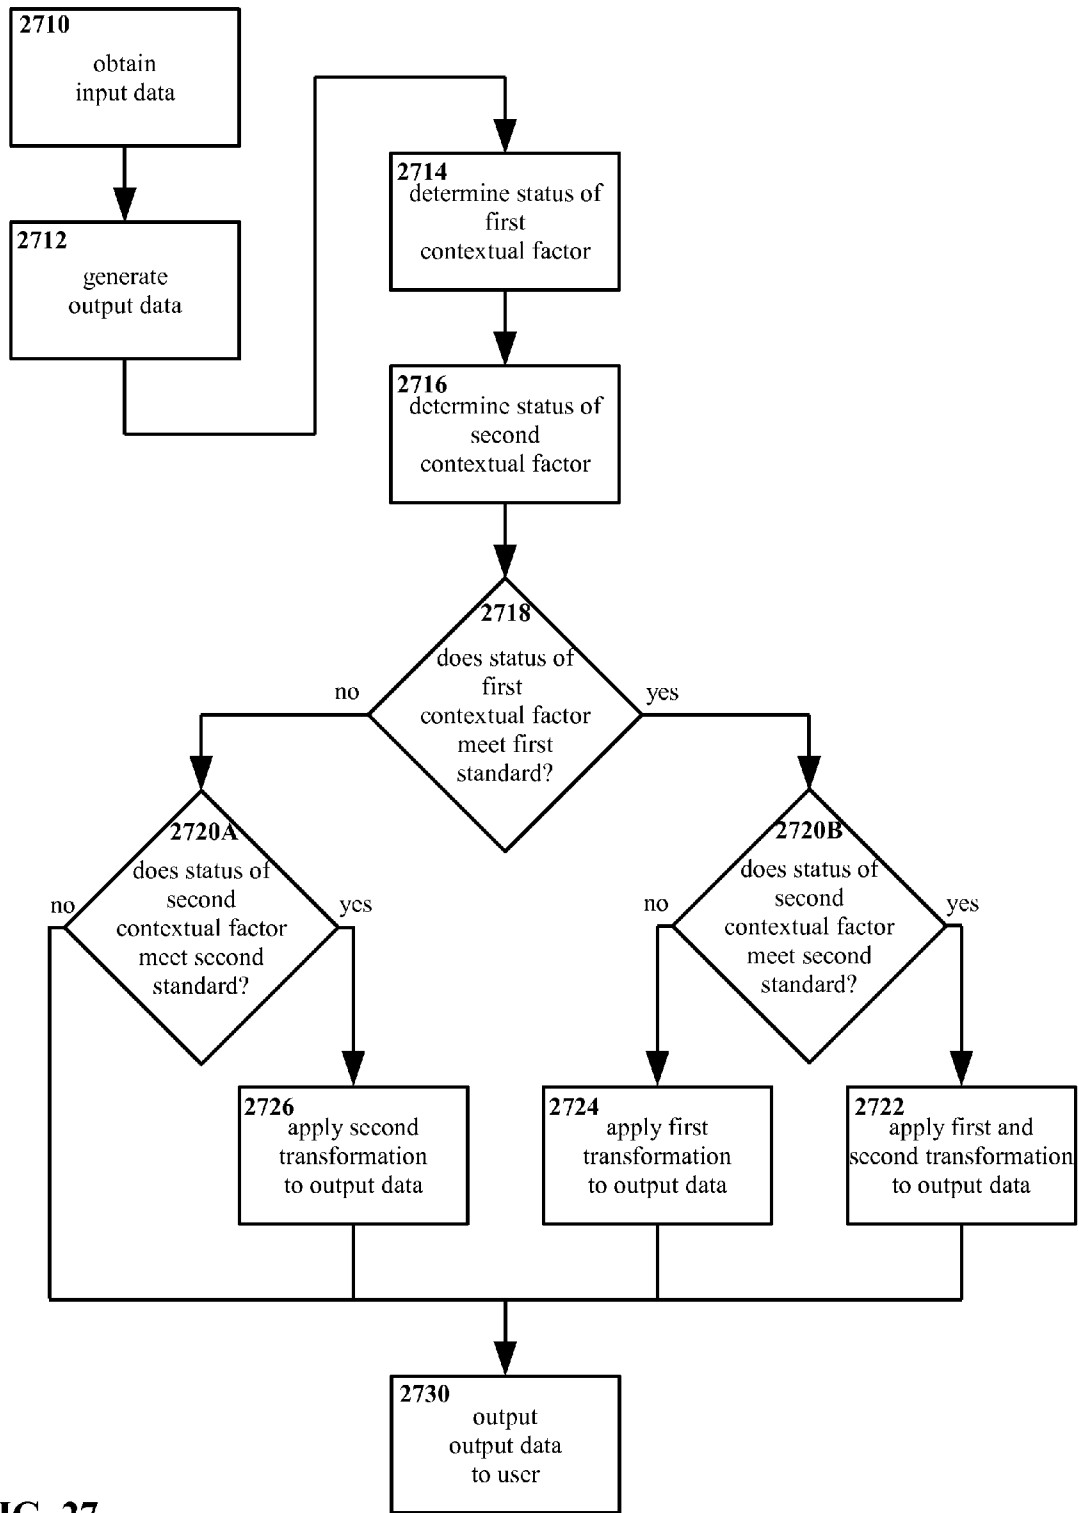 2710
obtain
input data
2712
generate
output data
2714
determine status of
first
contextual factor
2716
determine status of
second
contextual factor
2718
does status of
first
contextual factor
meet first
standard?
no
yes
2720A
does status of
second
contextual factor
meet second
standard?
no
yes
2720B
does status of
second
contextual factor
meet second
standard?
no
yes
2726
apply second
transformation
to output data
2724
apply first
transformation
to output data
2722
apply first and
second transformation
to output data
2730
output
output data
to user
IG. 27